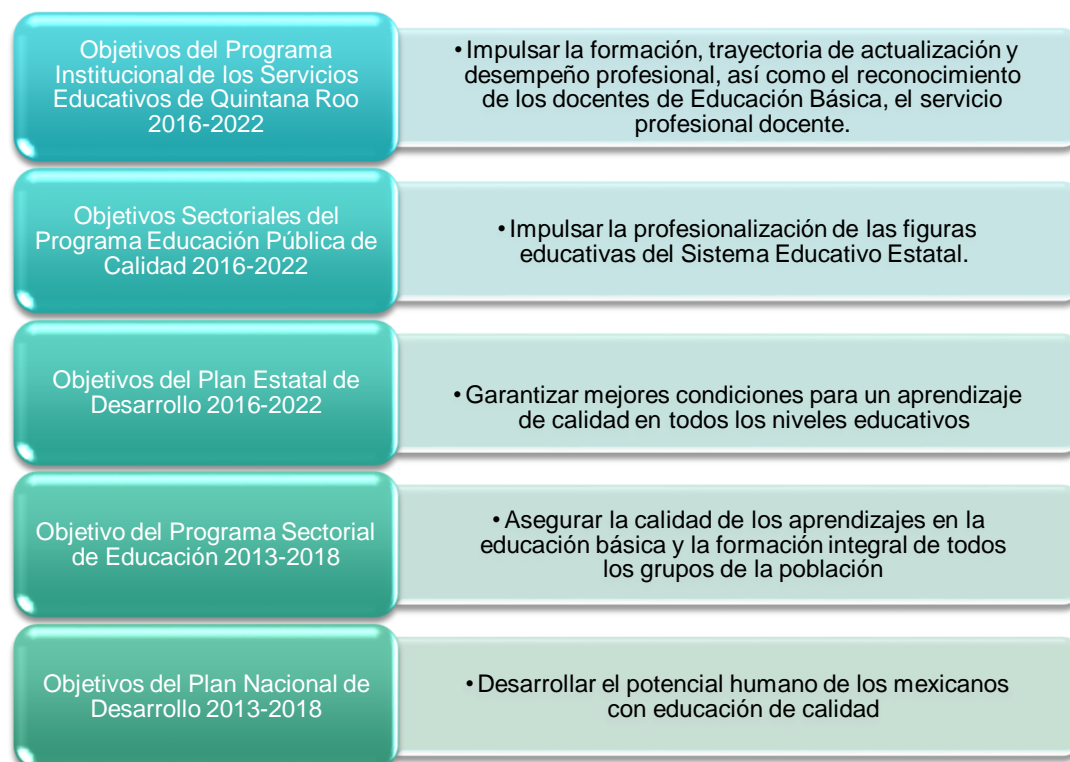 Objetivos del Programa
Institucional de los Servicios
Educativos de Quintana Roo
2016-2022
• Impulsar la formación, trayectoria de actualización y
desempeño profesional, así como el reconocimiento
de los docentes de Educación Básica, el servicio
profesional docente.
Objetivos Sectoriales del
Programa Educación Pública de
Calidad 2016-2022
• Impulsar la profesionalización de las figuras
educativas del Sistema Educativo Estatal.
Objetivos del Plan Estatal de
Desarrollo 2016-2022
• Garantizar mejores condiciones para un aprendizaje
de calidad en todos los niveles educativos
Objetivo del Programa Sectorial
de Educación 2013-2018
• Asegurar la calidad de los aprendizajes en la
educación básica y la formación integral de todos
los grupos de la población
Objetivos del Plan Nacional de
Desarrollo 2013-2018
• Desarrollar el potencial humano de los mexicanos
con educación de calidad